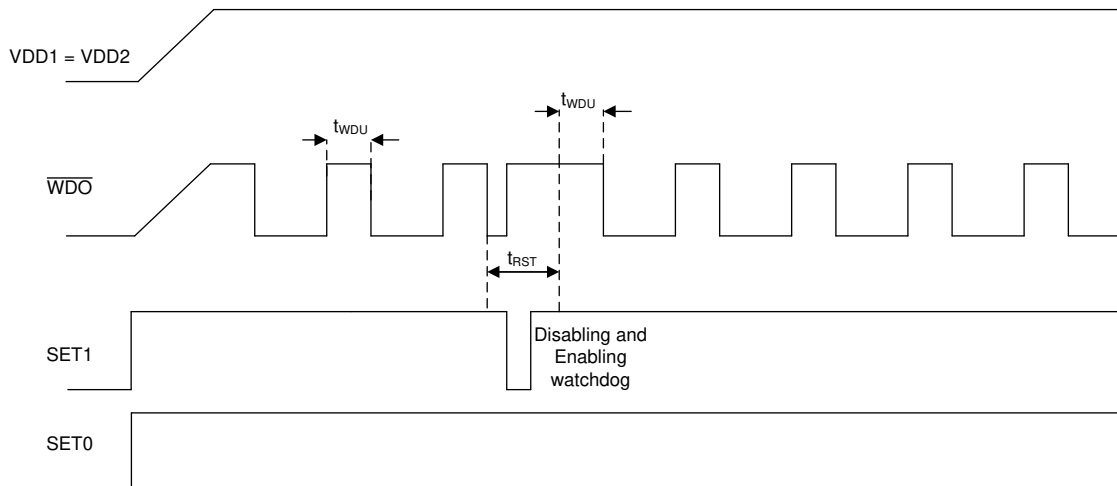 VDD1 = VDD2
tWDU
tWDU
WDO
tRST
SET1
Disabling and
Enabling
watchdog
SET0